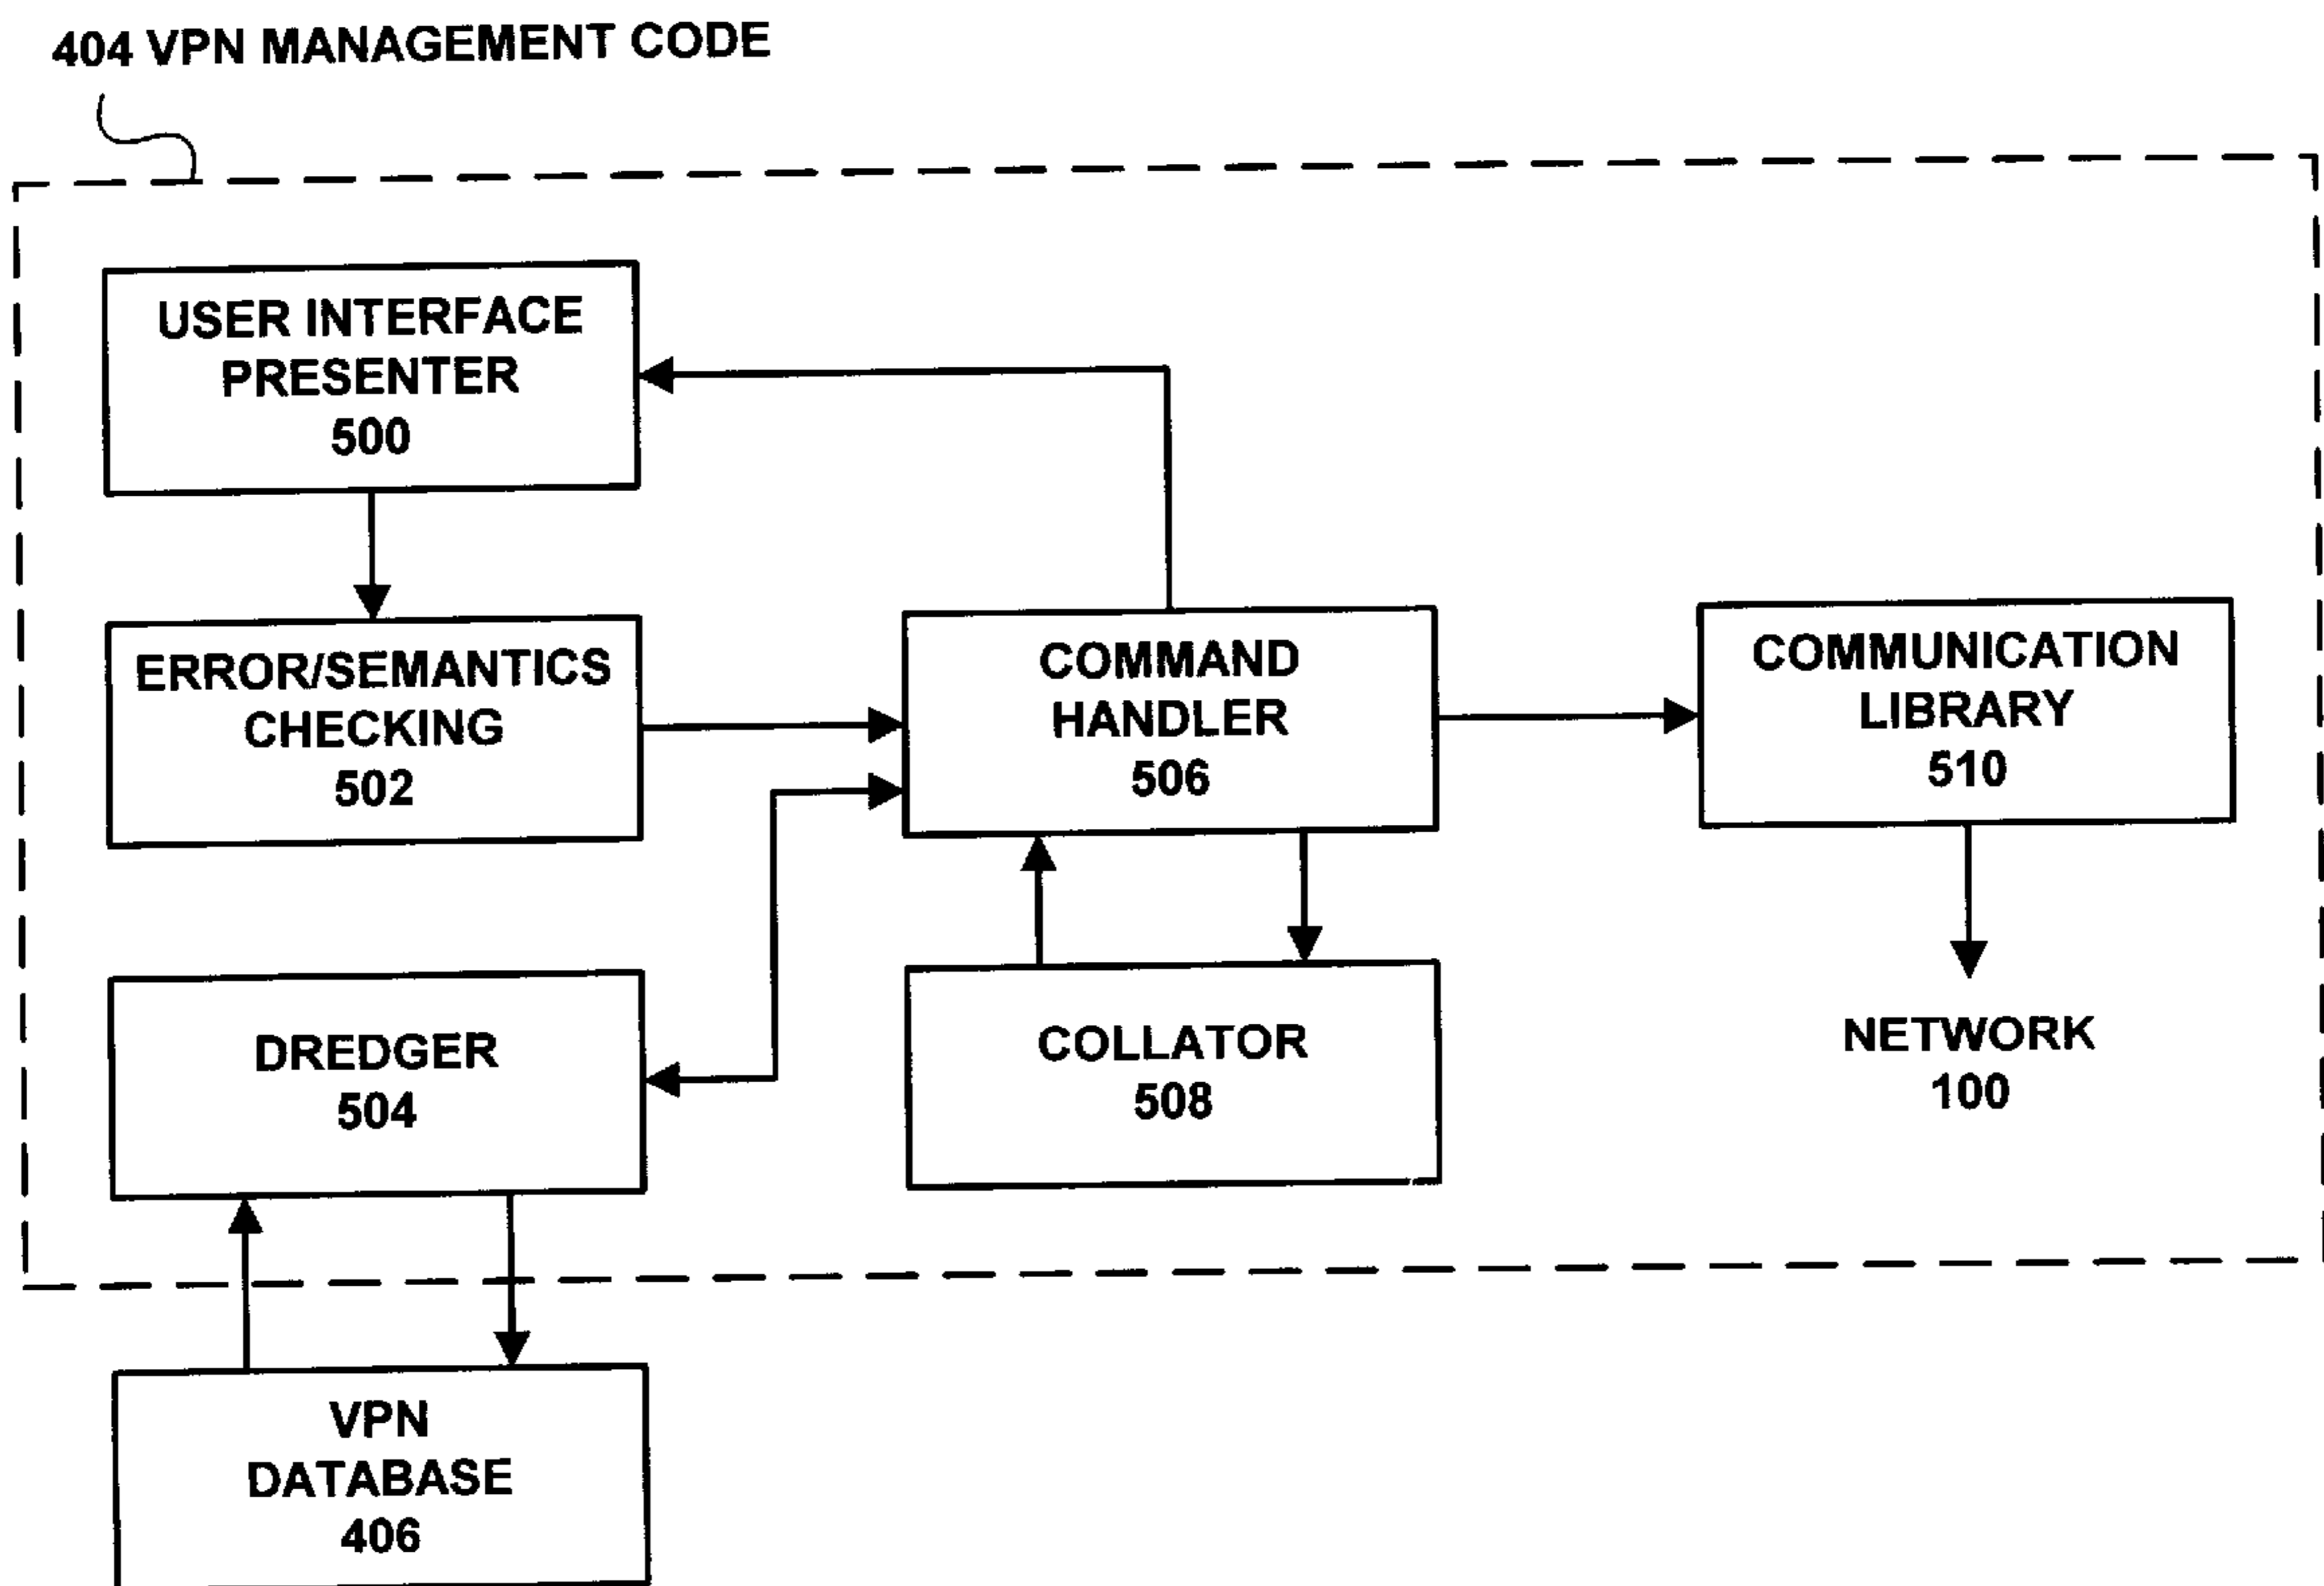 404 VPN MANAGEMENT CODE
USER INTERFACE
PRESENTER
500
ERROR/SEMANTICS
CHECKING
502
COMMAND
HANDLER
506
COMMUNICATION
LIBRARY
510
DREDGER
504
COLLATOR
508
NETWORK
100
VPN
DATABASE
406